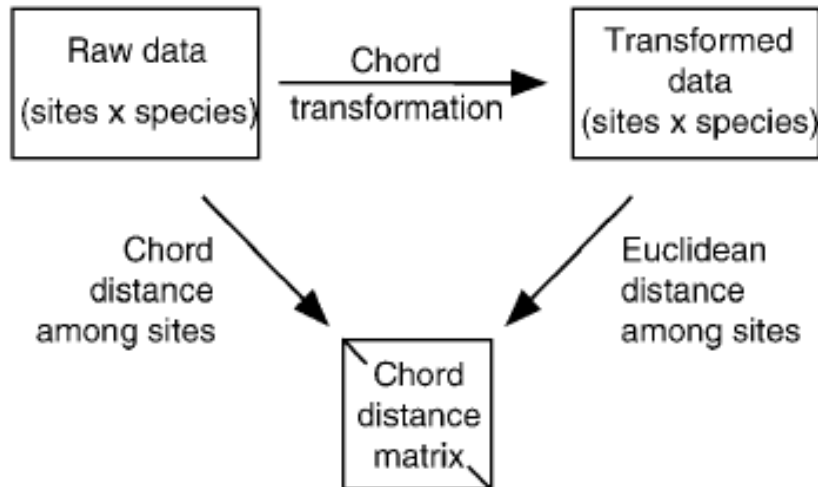 Raw data
(sites x species)
Chord
transformation
Transformed
data
(sites x species)
Chord
distance
among sites
Euclidean
distance
among sites
Chord
distance
matrix